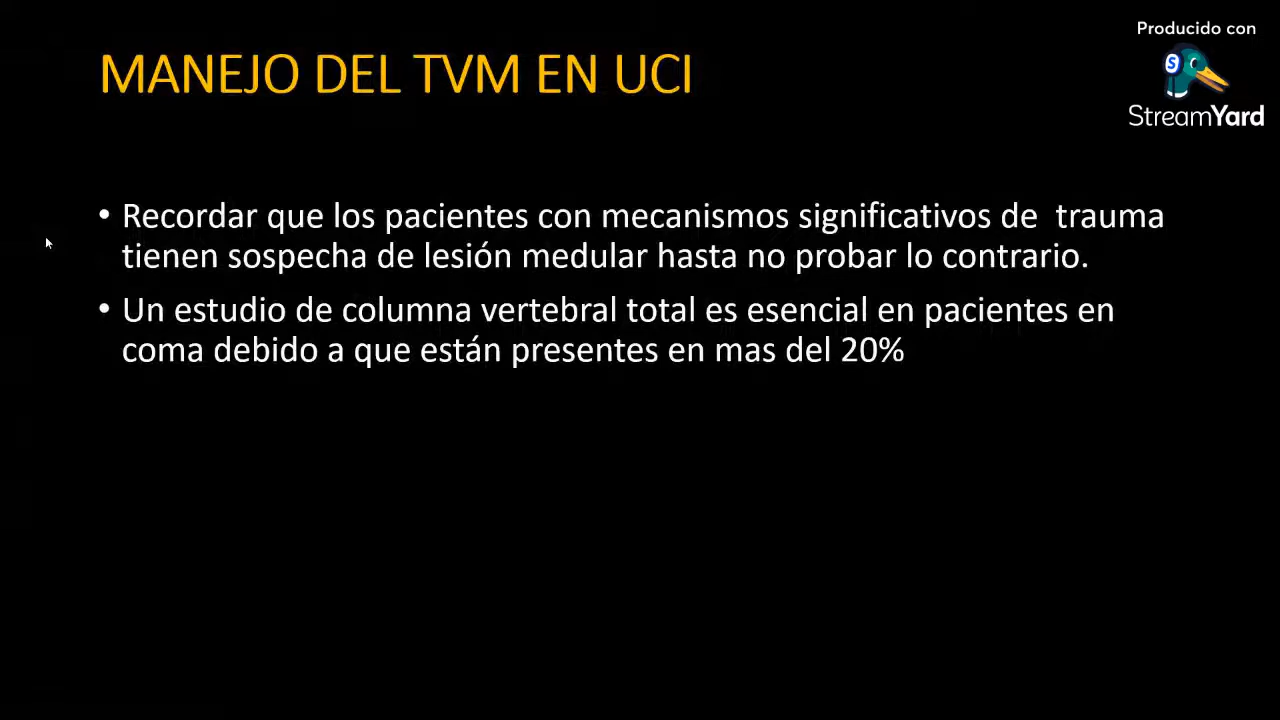 Producido con
StreamYard
MANEJO DEL TVM EN UCI
• Recordar que los pacientes con mecanismos significativos de trauma
tienen sospecha de lesión medular hasta no probar lo contrario.
• Un estudio de columna vertebral total es esencial en pacientes en
coma debido a que están presentes en mas del 20%